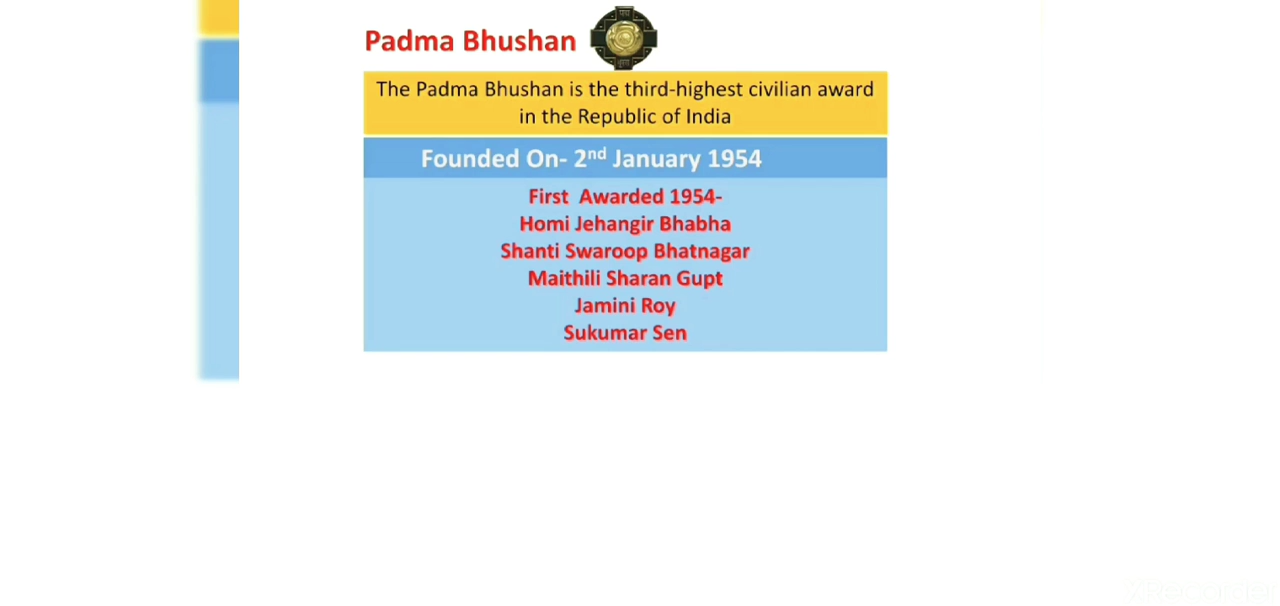 Padma Bhushan
The Padma Bhushan is the third-highest civilian award
in the Republic of India
Founded On- 2nd January 1954
First Awarded 1954-
Homi Jehangir Bhabha
Shanti Swaroop Bhatnagar
Maithili Sharan Gupt
Jamini Roy
Sukumar Sen